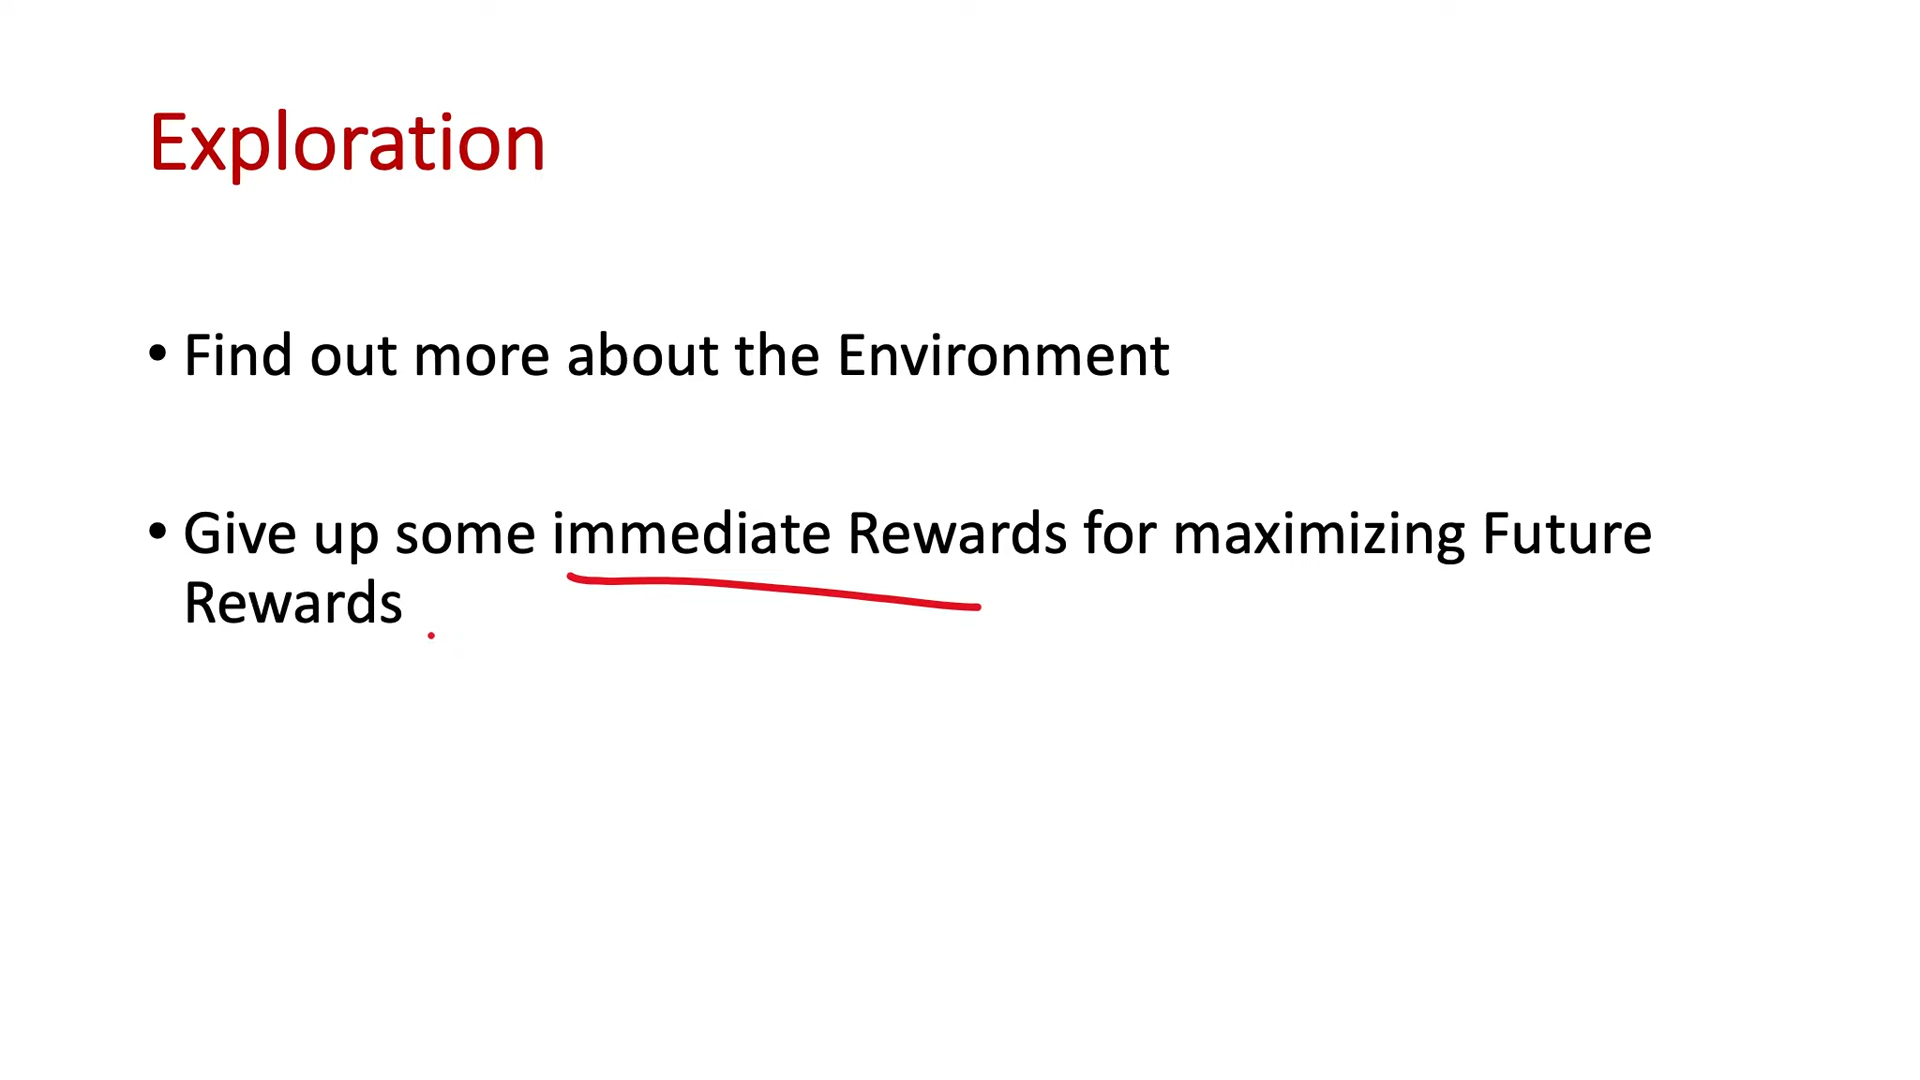 Exploration
• Find out more about the Environment
• Give up some immediate Rewards for maximizing Future
Rewards